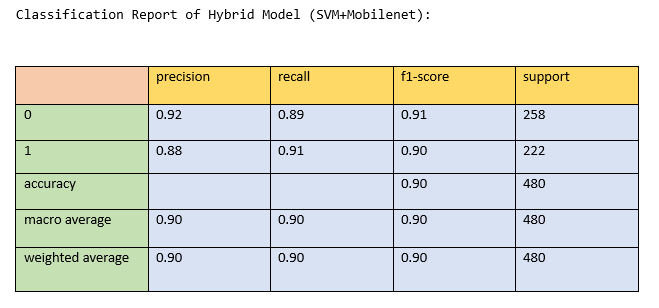 Classification Report of Hybrid Model (SVM+Mobilenet):
precision recall f1-score support
0 0.92 0.89 0.91 258
1 0.88 0.91 0.90 222
accuracy 0.90 480
macro average 0.90 0.90 0.90 480
weighted average 0.90 0.90 0.90 480